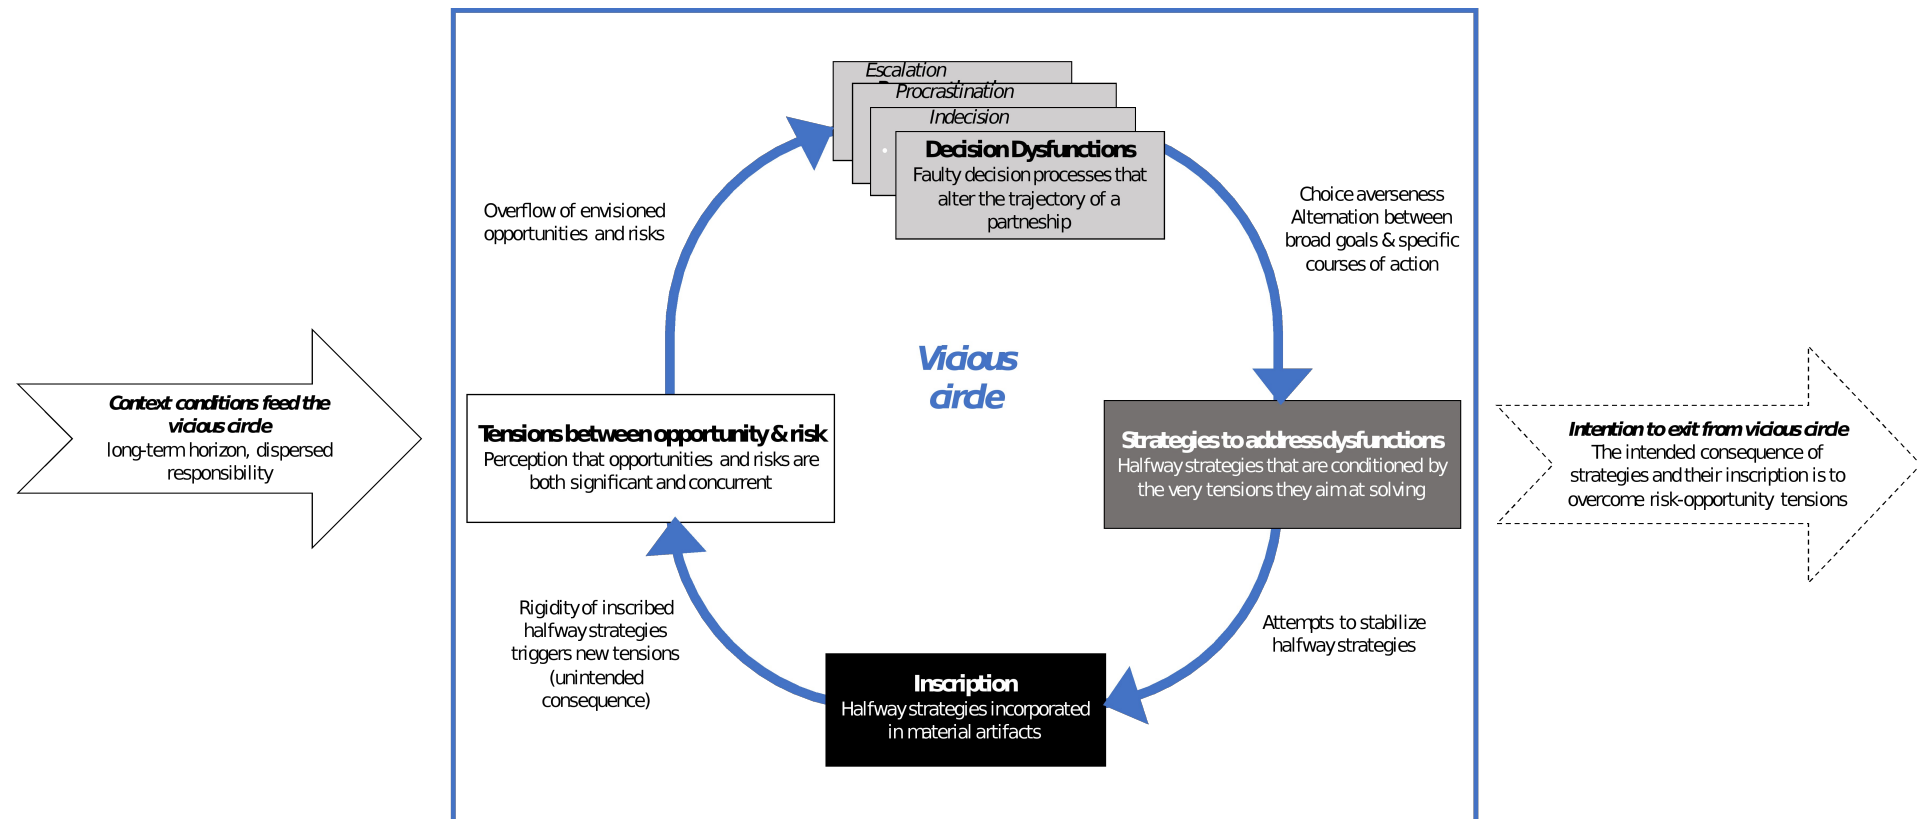 Escalation
Procrastination
Indecision
Decision Dysfunctions
Faulty decision processes that
alter the trajectory of a
partneship
Overflow of envisioned
opportunities and risks
Choice averseness
Alternation between
broad goals & specific
courses of action
Vicious
circle
Context conditions feed the
vicious circle
long-term horizon, dispersed
responsibility
Tensions between opportunity & risk
Perception that opportunities and risks are
both significant and concurrent
Strategies to address dysfunctions
Halfway strategies that are conditioned by
the very tensions they aim at solving
Intention to exit from vicious circle
The intended consequence of
strategies and their inscription is to
overcome risk-opportunity tensions
Rigidity of inscribed
halfway strategies
triggers new tensions
(unintended
consequence)
Attempts to stabilize
halfway strategies
Inscription
Halfway strategies incorporated
in material artifacts